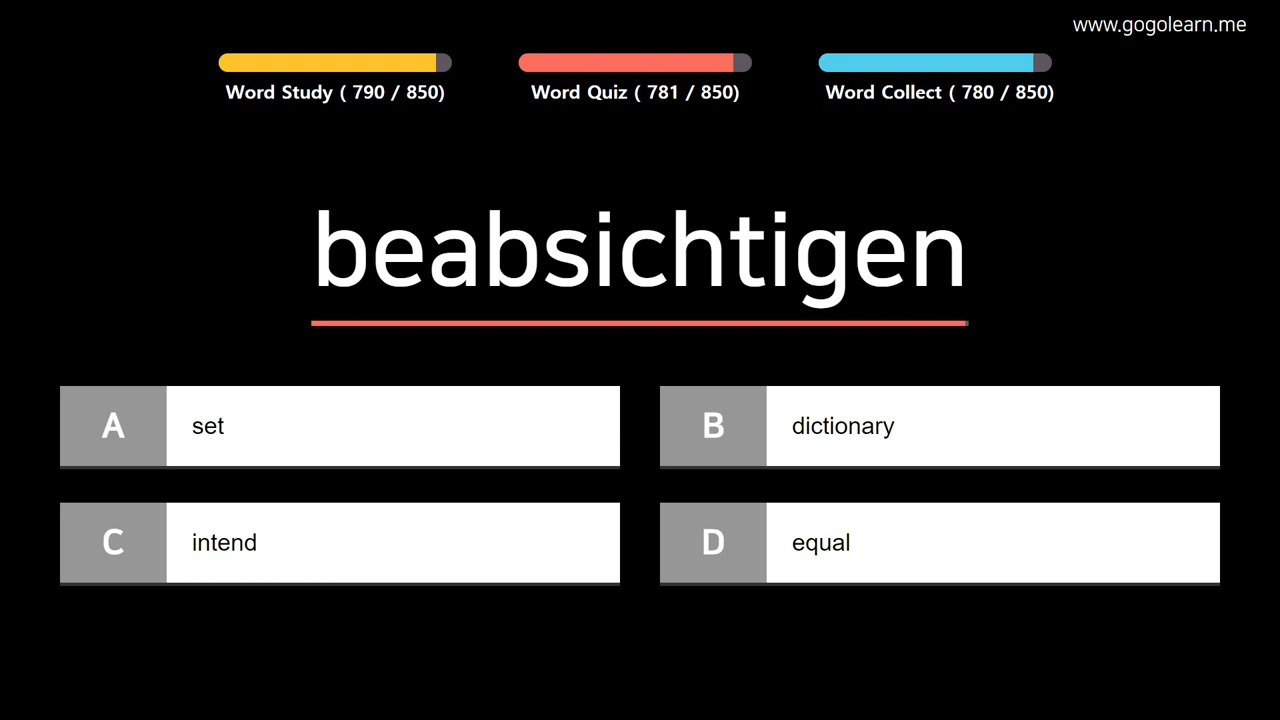 www.gogolearn.me
Word Study ( 790 / 850)
Word Quiz ( 781 / 850)
Word Collect ( 780 / 850)
beabsichtigen
A set
B dictionary
C intend
D equal